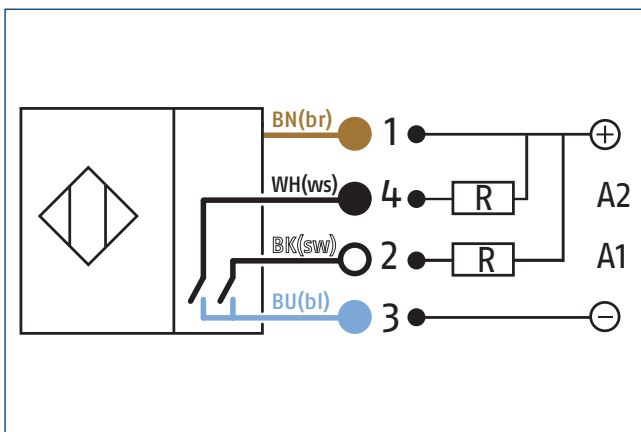 BN(br) 1 +
WH(ws) 4 R A2
BK(sw) 2 R A1
BU(bl) 3 −